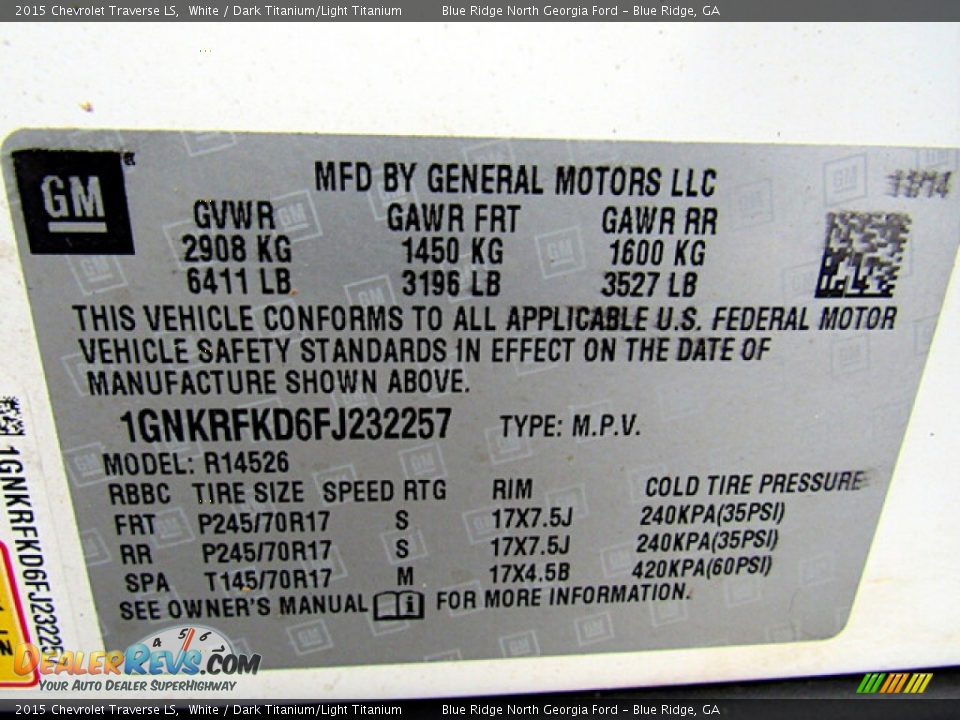 2015 Chevrolet Traverse LS, White / Dark Titanium/Light Titanium Blue Ridge North Georgia Ford - Blue Ridge, GA
GM
MFD BY GENERAL MOTORS LLC
11/14
GVWR GAWR FRT GAWR RR
2908 KG 1450 KG 1600 KG
6411 LB 3196 LB 3527 LB
THIS VEHICLE CONFORMS TO ALL APPLICABLE U.S. FEDERAL MOTOR
VEHICLE SAFETY STANDARDS IN EFFECT ON THE DATE OF
MANUFACTURE SHOWN ABOVE.
1GNKRFKD6FJ232257 TYPE: M.P.V.
MODEL: R14526
RBBC TIRE SIZE SPEED RTG RIM COLD TIRE PRESSURE
FRT P245/70R17 S 17X7.5J 240KPA(35PSI)
RR P245/70R17 S 17X7.5J 240KPA(35PSI)
SPA T145/70R17 M 17X4.5B 420KPA(60PSI)
SEE OWNER'S MANUAL FOR MORE INFORMATION.
1GNKRFKD6FJ232257
DEALERREVS.COM
YOUR AUTO DEALER SUPERHIGHWAY
2015 Chevrolet Traverse LS, White / Dark Titanium/Light Titanium Blue Ridge North Georgia Ford - Blue Ridge, GA